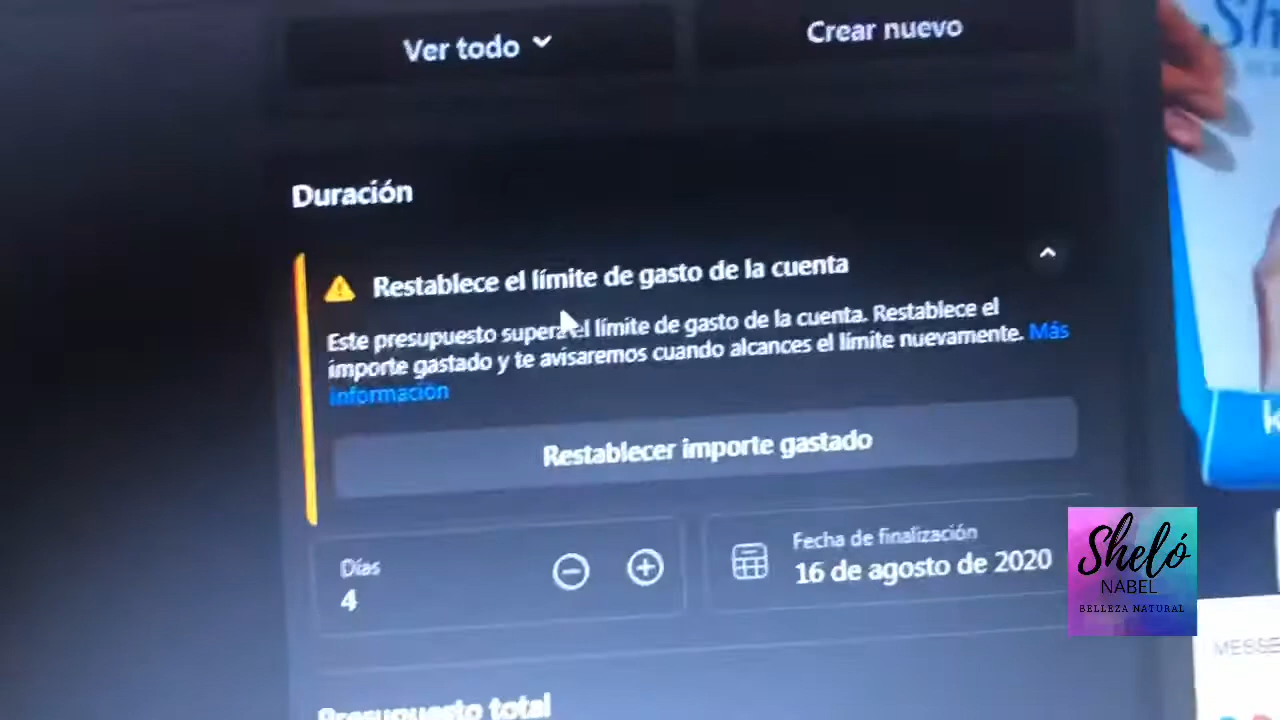 Ver todo
Crear nuevo
Sh
Duración
Restablece el límite de gasto de la cuenta
Este presupuesto supera el límite de gasto de la cuenta. Restablece el
importe gastado y te avisaremos cuando alcances el límite nuevamente. Más
información
Restablecer importe gastado
Días
4
Fecha de finalización
16 de agosto de 2020
Sheló
NABEL
BELLEZA NATURAL
MESSE
Presupuesto total